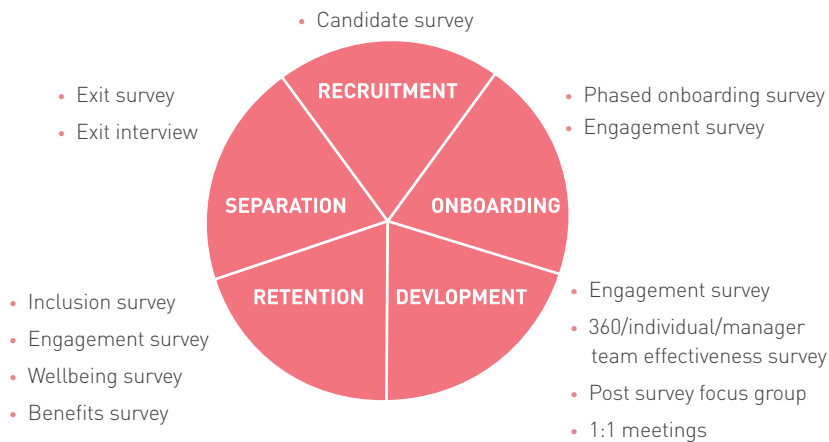 • Candidate survey
RECRUITMENT
• Phased onboarding survey
• Engagement survey
ONBOARDING
• Engagement survey
• 360/individual/manager
team effectiveness survey
• Post survey focus group
• 1:1 meetings
DEVLOPMENT
• Inclusion survey
• Engagement survey
• Wellbeing survey
• Benefits survey
RETENTION
• Exit survey
• Exit interview
SEPARATION